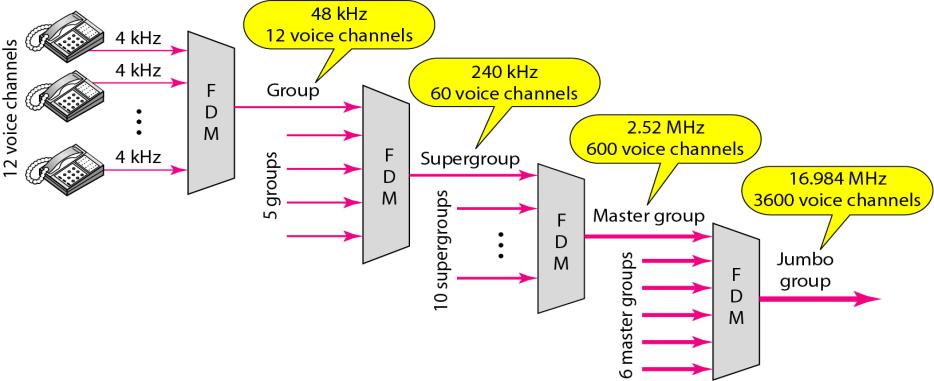 12 voice channels
4 kHz
4 kHz
4 kHz
F
D
M
48 kHz
12 voice channels
Group
5 groups
F
D
M
240 kHz
60 voice channels
Supergroup
10 supergroups
F
D
M
2.52 MHz
600 voice channels
Master group
6 master groups
F
D
M
16.984 MHz
3600 voice channels
Jumbo
group